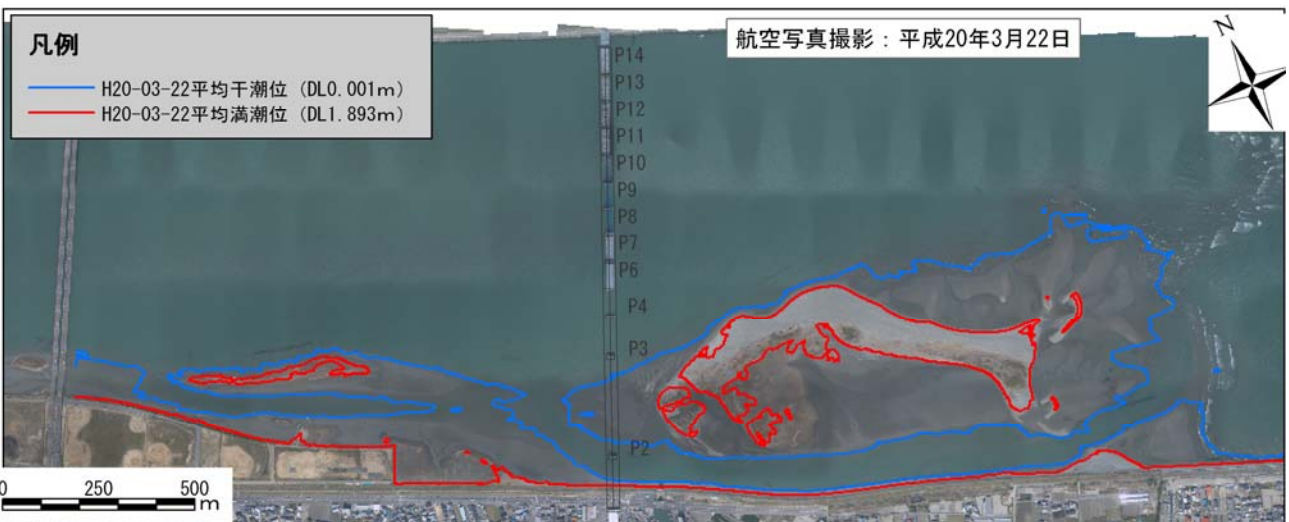 凡例
H20-03-22平均干潮位（DL0.001m）
H20-03-22平均満潮位（DL1.893m）
航空写真撮影：平成20年3月22日
N
P14
P13
P12
P11
P10
P9
P8
P7
P6
P4
P3
P2
0 250 500
m